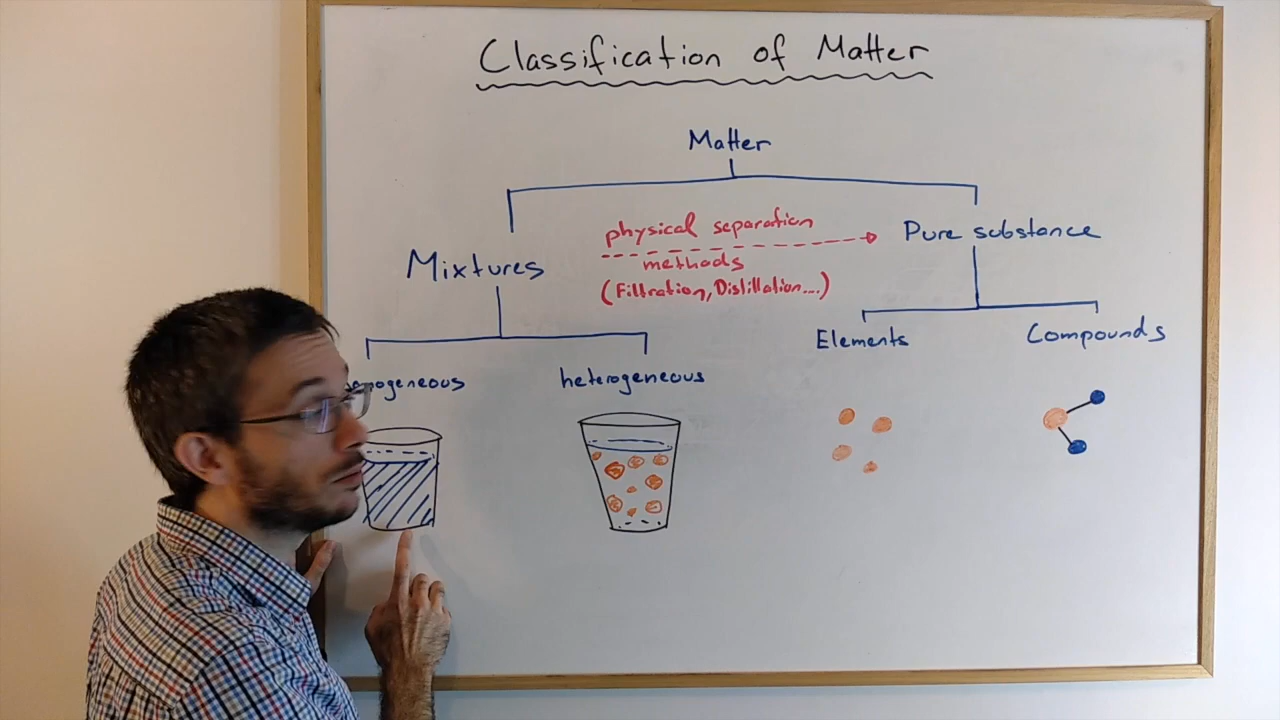 Classification of Matter
Matter
physical separation
methods
(Filtration, Distillation....)
Pure substance
Mixtures
Elements
Compounds
heterogeneous